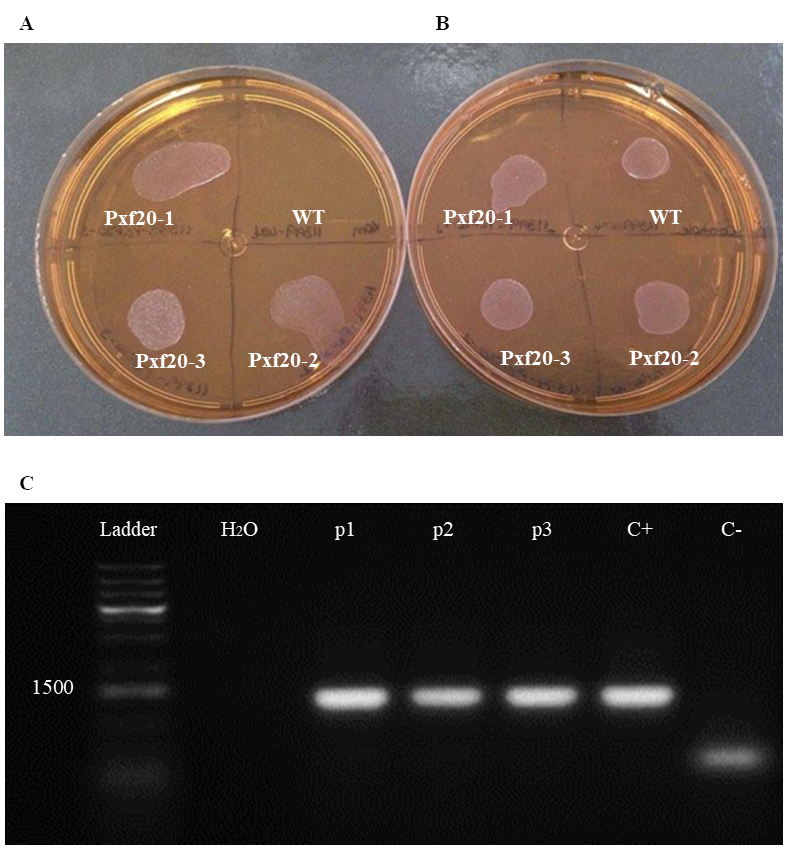 A B
Pxf20-1 WT Pxf20-1 WT
Pxf20-3 Pxf20-2 Pxf20-3 Pxf20-2
C
Ladder H2O p1 p2 p3 C+ C-
1500